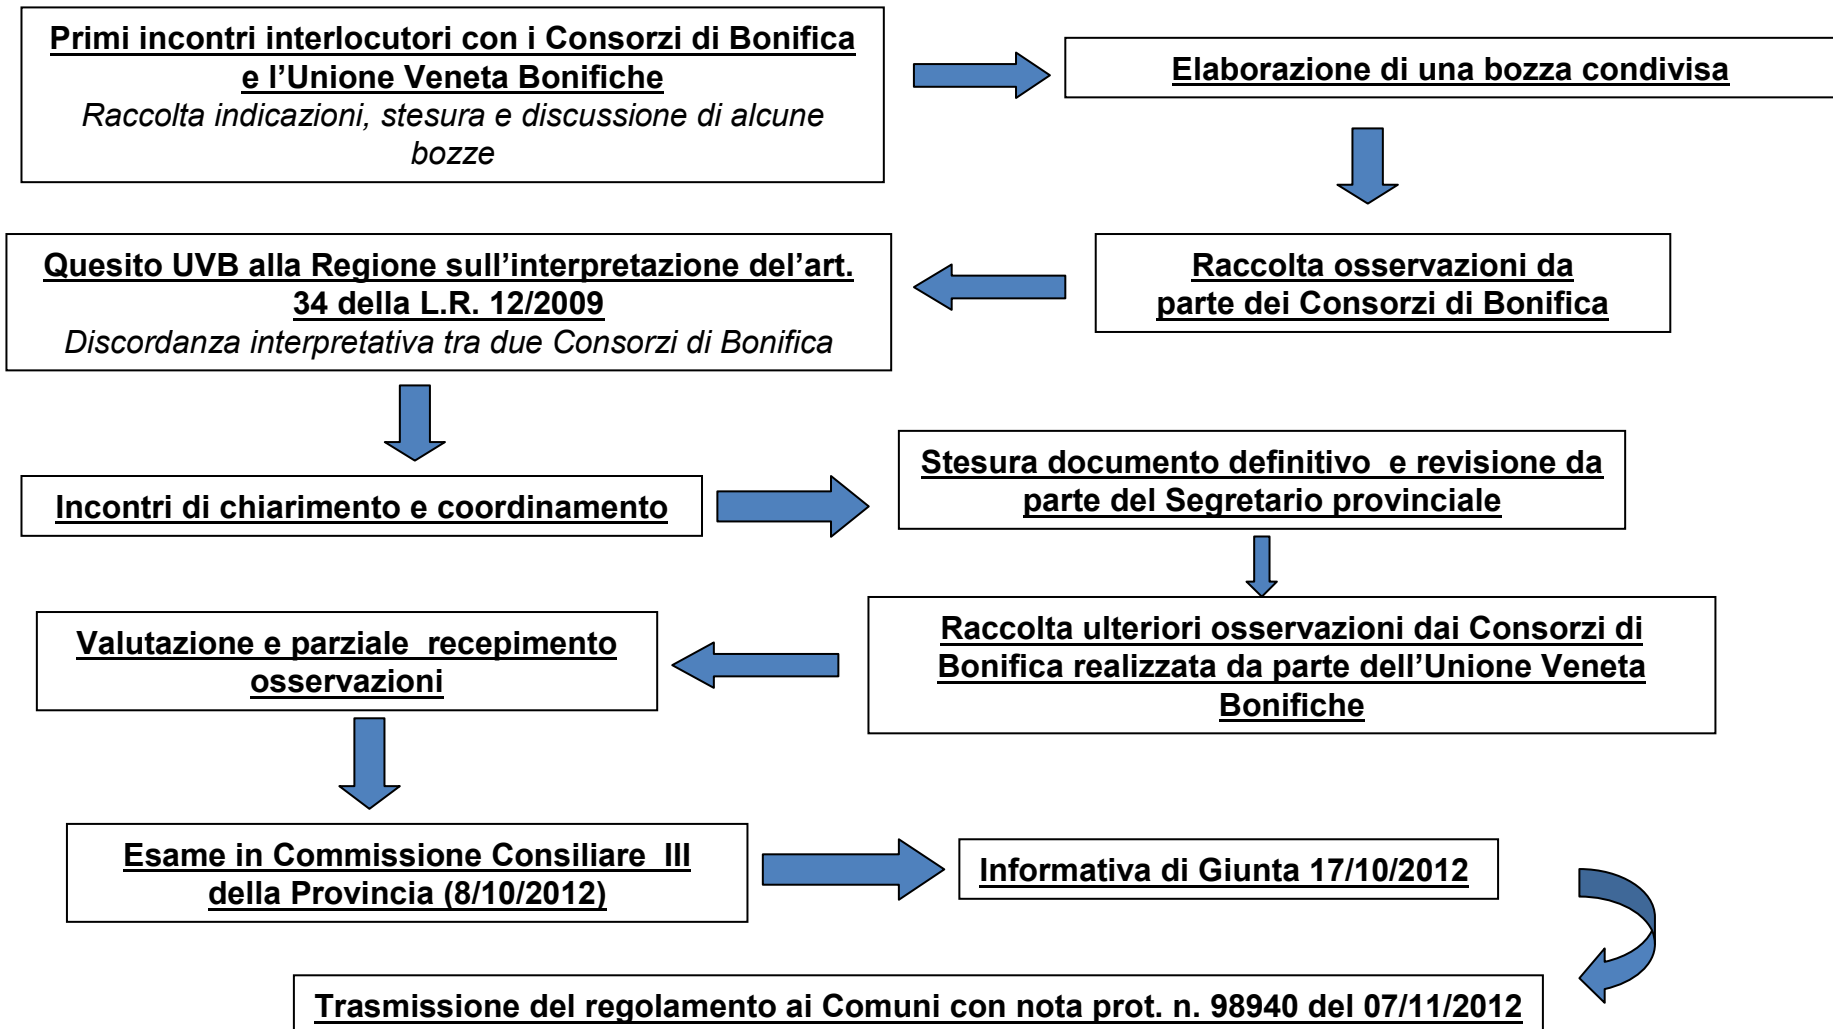 Primi incontri interlocutori con i Consorzi di Bonifica
e l’Unione Veneta Bonifiche
Raccolta indicazioni, stesura e discussione di alcune
bozze
Elaborazione di una bozza condivisa
Raccolta osservazioni da
parte dei Consorzi di Bonifica
Quesito UVB alla Regione sull’interpretazione del’art.
34 della L.R. 12/2009
Discordanza interpretativa tra due Consorzi di Bonifica
Incontri di chiarimento e coordinamento
Stesura documento definitivo e revisione da
parte del Segretario provinciale
Raccolta ulteriori osservazioni dai Consorzi di
Bonifica realizzata da parte dell’Unione Veneta
Bonifiche
Valutazione e parziale recepimento
osservazioni
Esame in Commissione Consiliare III
della Provincia (8/10/2012)
Informativa di Giunta 17/10/2012
Trasmissione del regolamento ai Comuni con nota prot. n. 98940 del 07/11/2012